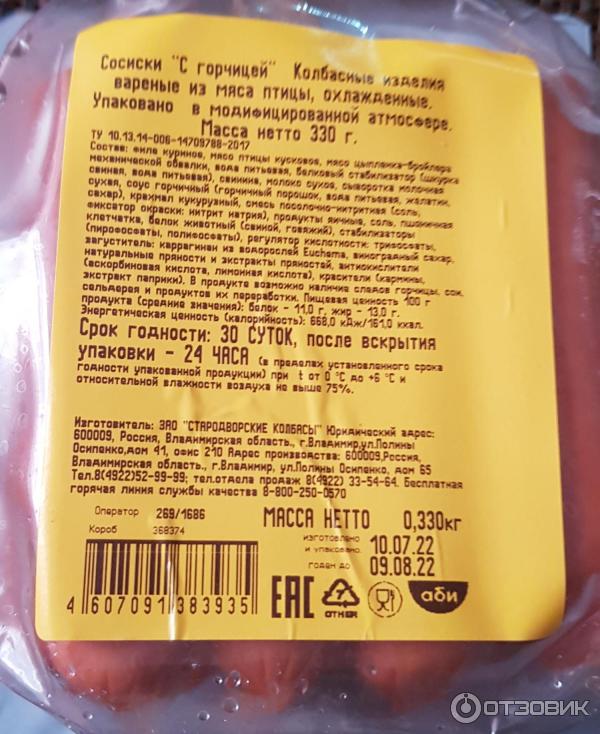 Сосиски "С горчицей" Колбасные изделия
вареные из мяса птицы, охлажденные.
Упаковано в модифицированной атмосфере.
Масса нетто 330 г.
ТУ 10.13.14-006-14709788-2017
Состав: филе куриное, мясо птицы кусковое, мясо цыпленка-бройлера
механической обвалки, вода питьевая, белковый стабилизатор (шкурка
свиная, вода питьевая), свинина, молоко сухое, сыворотка молочная
сухая, соус горчичный (горчичный порошок, вода питьевая, желатин,
сахар), крахмал кукурузный, смесь посолочно-нитритная (соль,
фиксатор окраски: нитрит натрия), продукты яичные, соль, пшеничная
клетчатка, белок животный (свиной, говяжий), стабилизаторы
(пирофосфаты, полифосфаты), регулятор кислотности: трифосфаты,
загуститель: каррагинан из водорослей Euchema, виноградный сахар,
натуральные пряности и экстракты пряностей, антиокислители
(аскорбиновая кислота, лимонная кислота), красители (кармины,
экстракт паприки). В продукте возможно наличие следов горчицы, сои,
сельдерея и продуктов их переработки. Пищевая ценность 100 г
продукта (средние значения): белок - 11,0 г, жир - 13,0 г.
Энергетическая ценность (калорийность): 668,0 кДж/161,0 ккал.
Срок годности: 30 СУТОК, после вскрытия
упаковки - 24 ЧАСА (в пределах установленного срока
годности упакованной продукции) при t от 0 °C до +6 °C и
относительной влажности воздуха не выше 75%.
Изготовитель: ЗАО "СТАРОДВОРСКИЕ КОЛБАСЫ" Юридический адрес:
600009, Россия, Владимирская область., г.Владимир,ул.Полины
Осипенко,дом 41, офис 210 Адрес производства:600009,Россия,
Владимирская область., г.Владимир, ул.Полины Осипенко, дом 65
Тел.8(4922)52-99-99; тел.отдела продаж 8(4922) 33-54-64. Бесплатная
горячая линия службы качества 8-800-250-0570
Оператор 269/1686
Короб 368374
МАССА НЕТТО 0,330кг
изготовлено
и упаковано: 10.07.22
годен до 09.08.22
4 607091 383935
ЕАС
OTHER
аби
ОТЗОВИК